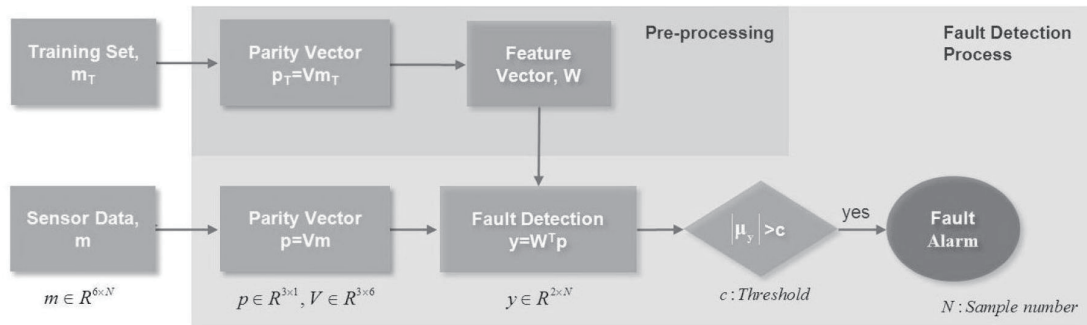 Training Set,
m_T
Parity Vector
p_T=Vm_T
Feature
Vector, W
Pre-processing
Fault Detection
Process
Sensor Data,
m
Parity Vector
p=Vm
Fault Detection
y=W^Tp
|μ_y|>c
yes
Fault
Alarm
m ∈ R^{6×N}
p ∈ R^{3×1}, V ∈ R^{3×6}
y ∈ R^{2×N}
c : Threshold
N : Sample number